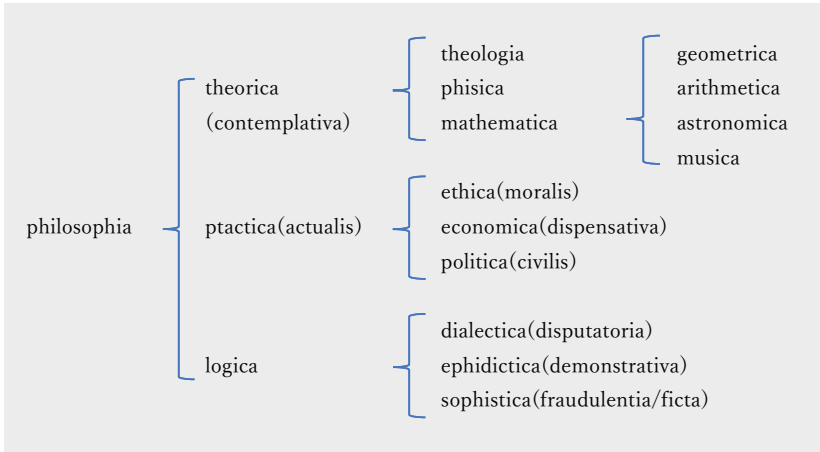 philosophia
theorica
(contemplativa)
theologia
phisica
mathematica
geometrica
arithmetica
astronomica
musica
ptactica(actualis)
ethica(moralis)
economica(dispensativa)
politica(civilis)
logica
dialectica(disputatoria)
ephidictica(demonstrativa)
sophistica(fraudulentia/ficta)